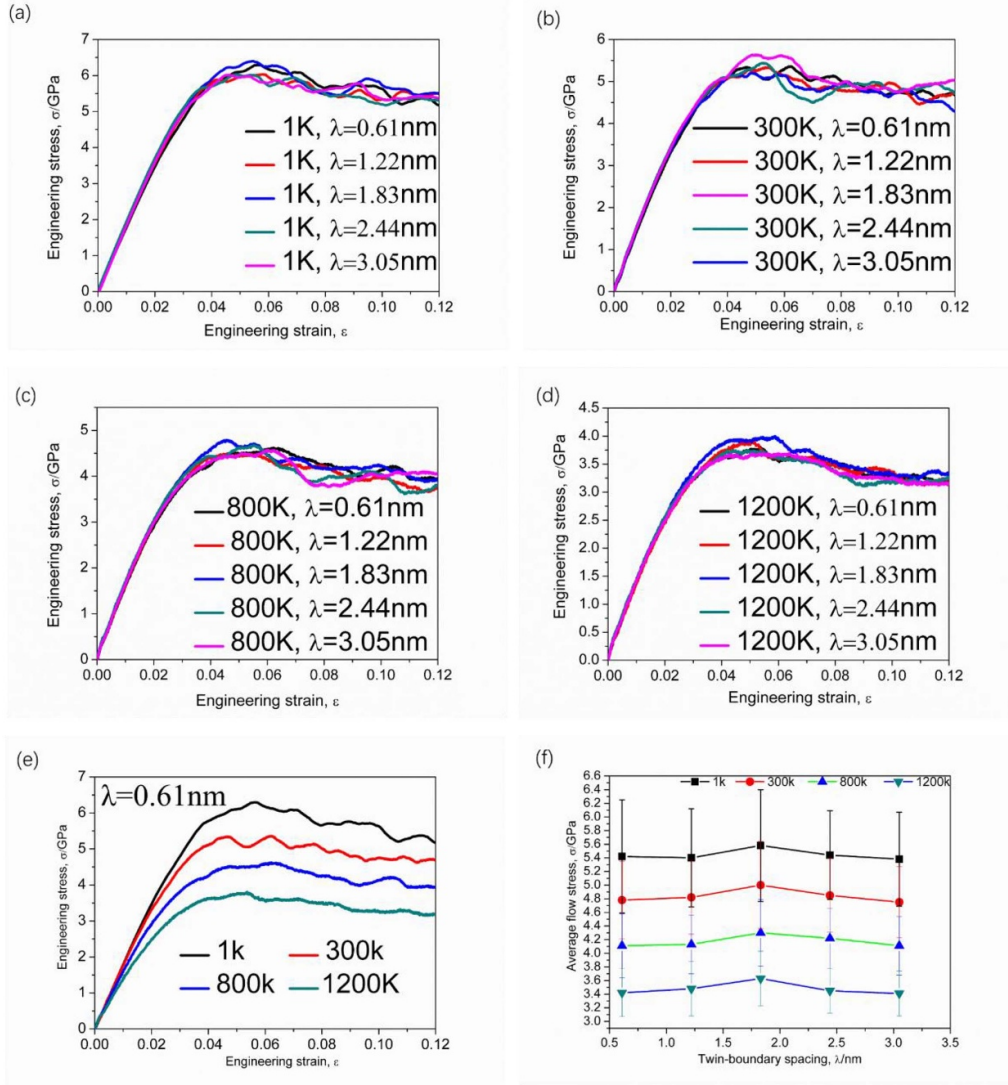 (a)
7
6
5
4
3
2
1
0
Engineering stress, σ/GPa
1K, λ=0.61nm
1K, λ=1.22nm
1K, λ=1.83nm
1K, λ=2.44nm
1K, λ=3.05nm
0.00 0.02 0.04 0.06 0.08 0.10 0.12
Engineering strain, ε
(b)
6
5
4
3
2
1
0
Engineering stress, σ/GPa
300K, λ=0.61nm
300K, λ=1.22nm
300K, λ=1.83nm
300K, λ=2.44nm
300K, λ=3.05nm
0.00 0.02 0.04 0.06 0.08 0.10 0.12
Engineering strain, ε
(c)
5
4
3
2
1
0
Engineering stress, σ/GPa
800K, λ=0.61nm
800K, λ=1.22nm
800K, λ=1.83nm
800K, λ=2.44nm
800K, λ=3.05nm
0.00 0.02 0.04 0.06 0.08 0.10 0.12
Engineering strain, ε
(d)
4.5
4.0
3.5
3.0
2.5
2.0
1.5
1.0
0.5
0.0
Engineering stress, σ/GPa
1200K, λ=0.61nm
1200K, λ=1.22nm
1200K, λ=1.83nm
1200K, λ=2.44nm
1200K, λ=3.05nm
0.00 0.02 0.04 0.06 0.08 0.10 0.12
Engineering strain, ε
(e)
7
6
5
4
3
2
1
0
Engineering stress, σ/GPa
λ=0.61nm
1k 300k
800k 1200K
0.00 0.02 0.04 0.06 0.08 0.10 0.12
Engineering strain, ε
(f)
6.6
6.4
6.2
6.0
5.8
5.6
5.4
5.2
5.0
4.8
4.6
4.4
4.2
4.0
3.8
3.6
3.4
3.2
3.0
Average flow stress, σ/GPa
1k 300k 800k 1200k
0.5 1.0 1.5 2.0 2.5 3.0 3.5
Twin-boundary spacing, λ/nm